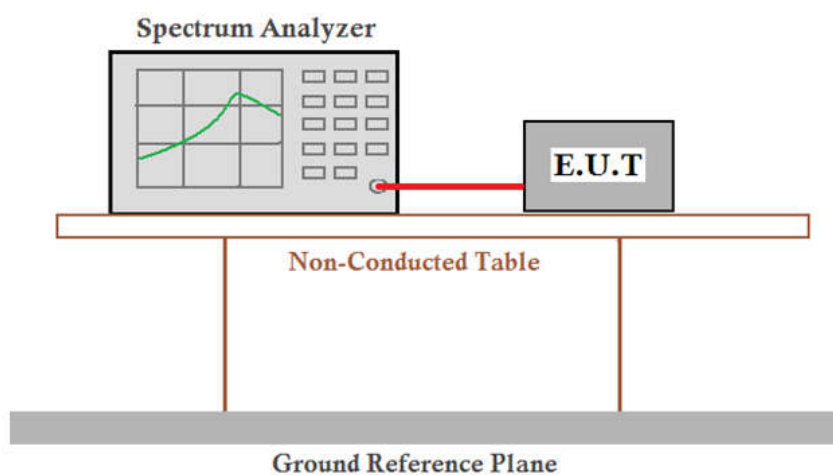 Spectrum Analyzer
E.U.T
Non-Conducted Table
Ground Reference Plane